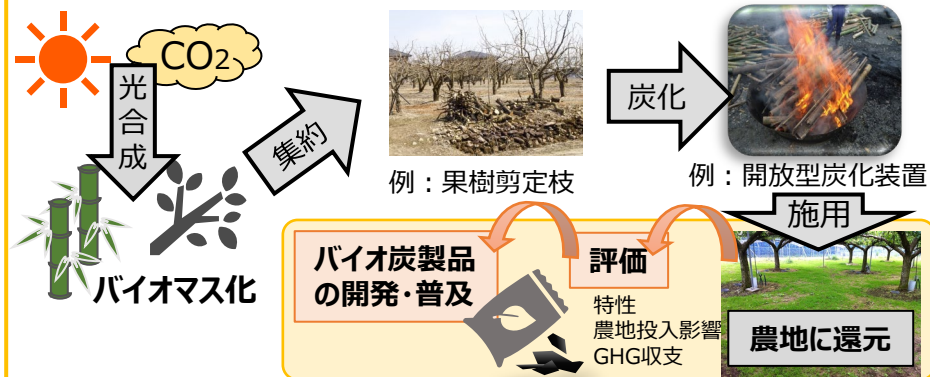 CO2
光合成
バイオマス化
集約
例：果樹剪定枝
炭化
例：開放型炭化装置
施用
農地に還元
評価
特性
農地投入影響
GHG収支
バイオ炭製品
の開発・普及